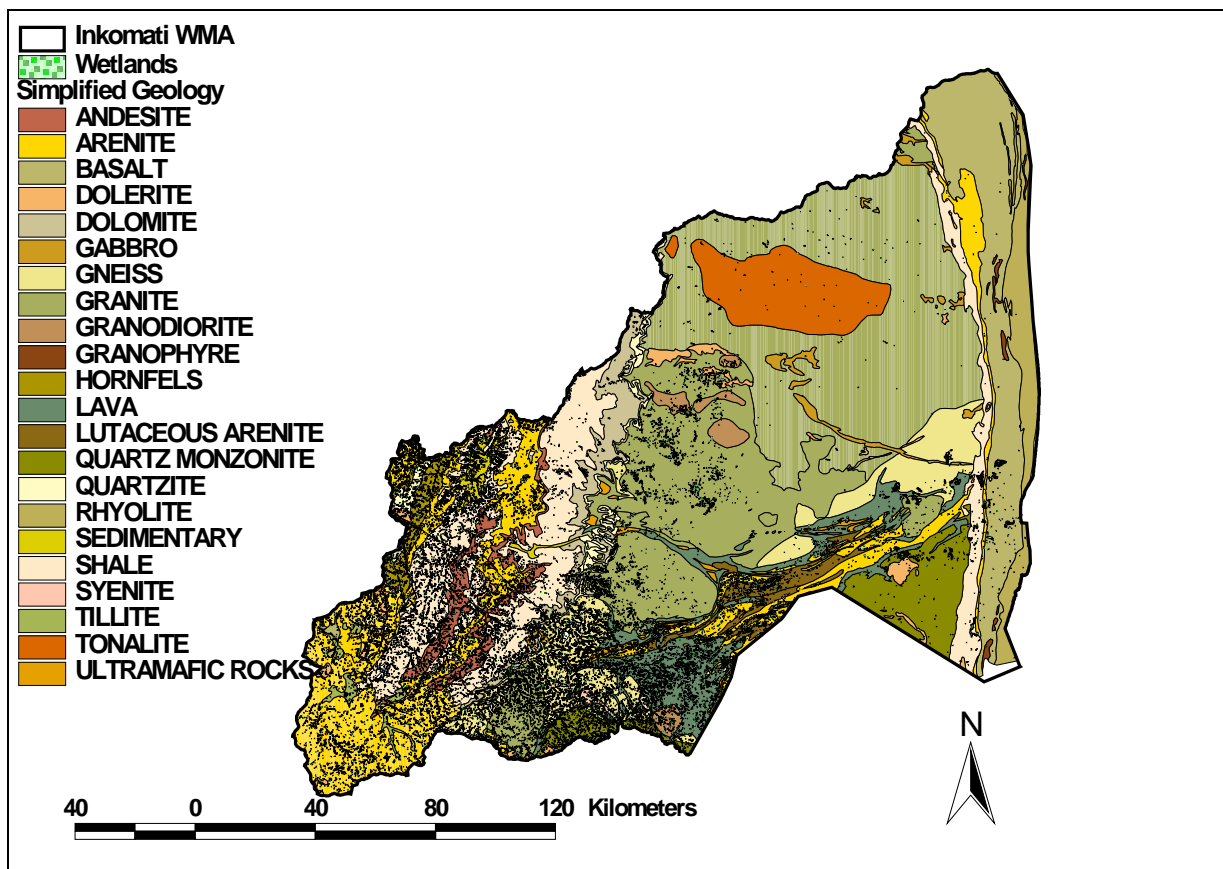 Inkomati WMA
Wetlands
Simplified Geology
ANDESITE
ARENITE
BASALT
DOLERITE
DOLOMITE
GABBRO
GNEISS
GRANITE
GRANODIORITE
GRANOPHYRE
HORNFELS
LAVA
LUTACEOUS ARENITE
QUARTZ MONZONITE
QUARTZITE
RHYOLITE
SEDIMENTARY
SHALE
SYENITE
TILLITE
TONALITE
ULTRAMAFIC ROCKS
N
40 0 40 80 120 Kilometers